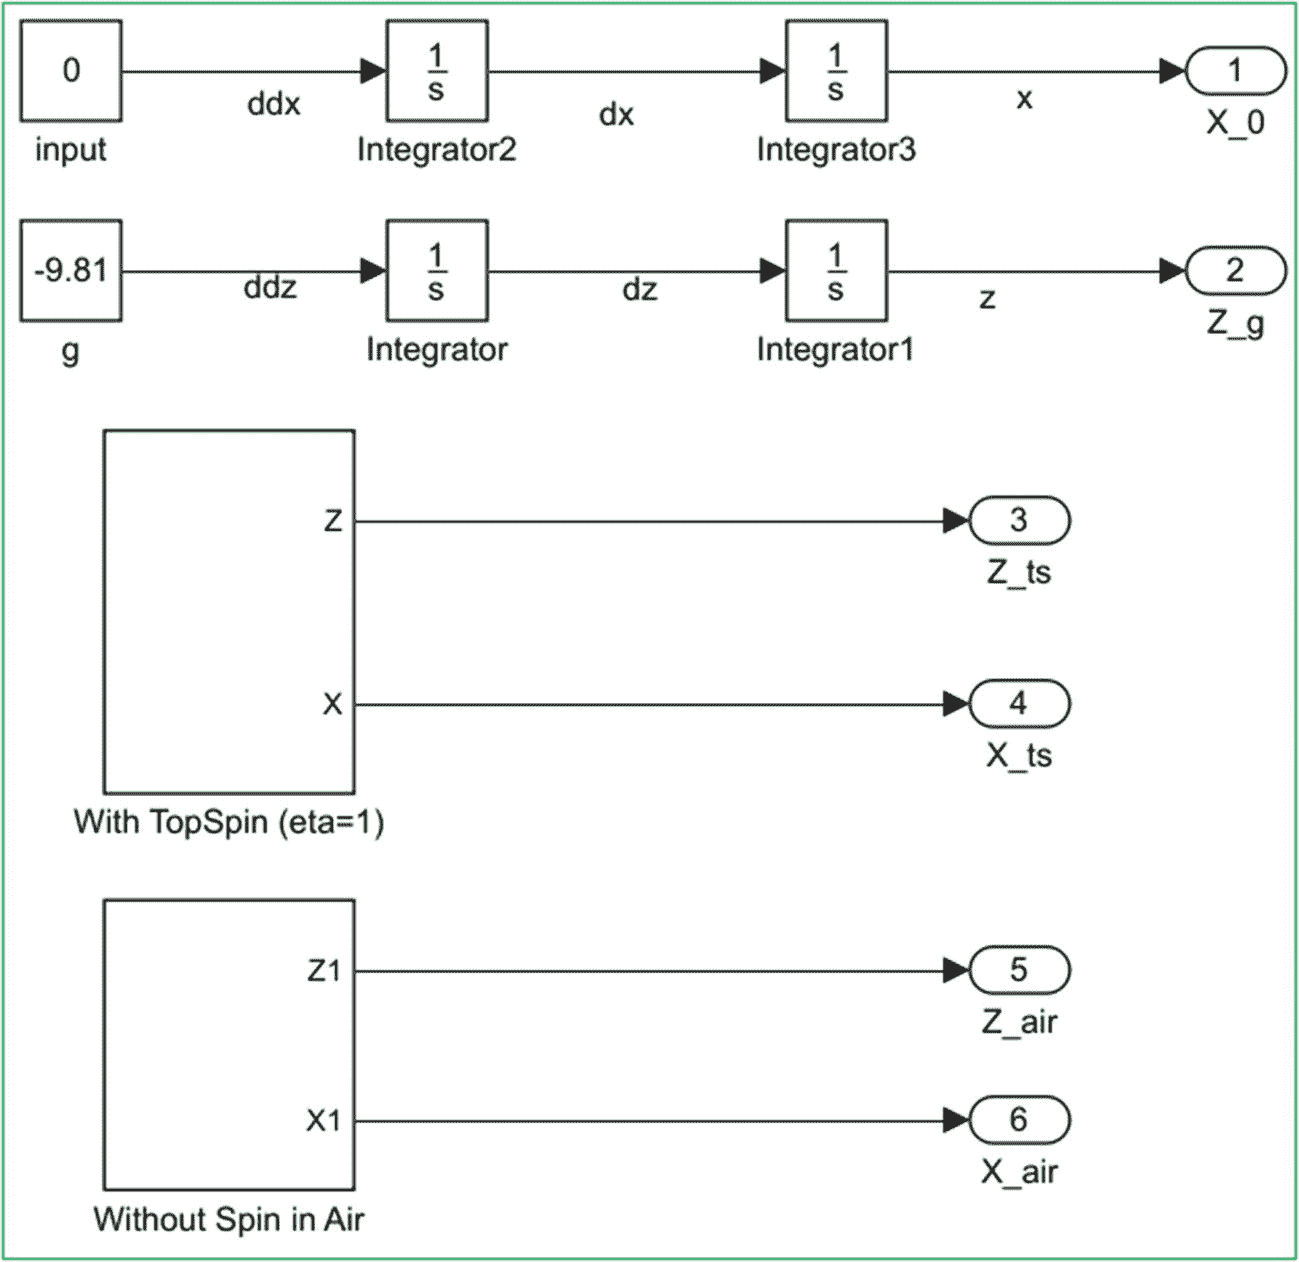 0
1
s
1
s
1
ddx
dx
x
input
Integrator2
Integrator3
X_0
-9.81
1
s
1
s
2
ddz
dz
z
g
Integrator
Integrator1
Z_g
Z
3
Z_ts
X
4
X_ts
With TopSpin (eta=1)
Z1
5
Z_air
X1
6
X_air
Without Spin in Air